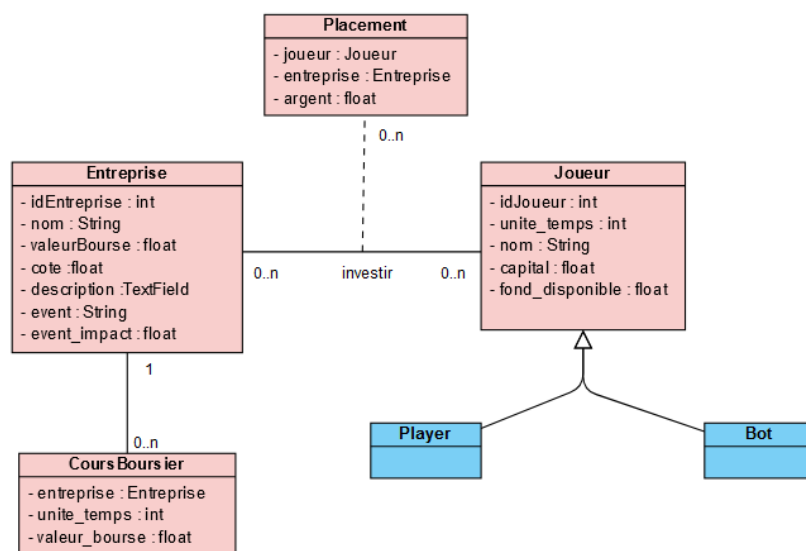 Placement
- joueur : Joueur
- entreprise : Entreprise
- argent : float
0..n
Entreprise
- idEntreprise : int
- nom : String
- valeurBourse : float
- cote :float
- description :TextField
- event : String
- event_impact : float
Joueur
- idJoueur : int
- unite_temps : int
- nom : String
- capital : float
- fond_disponible : float
0..n
investir
0..n
1
0..n
Player
Bot
CoursBoursier
- entreprise : Entreprise
- unite_temps : int
- valeur_bourse : float